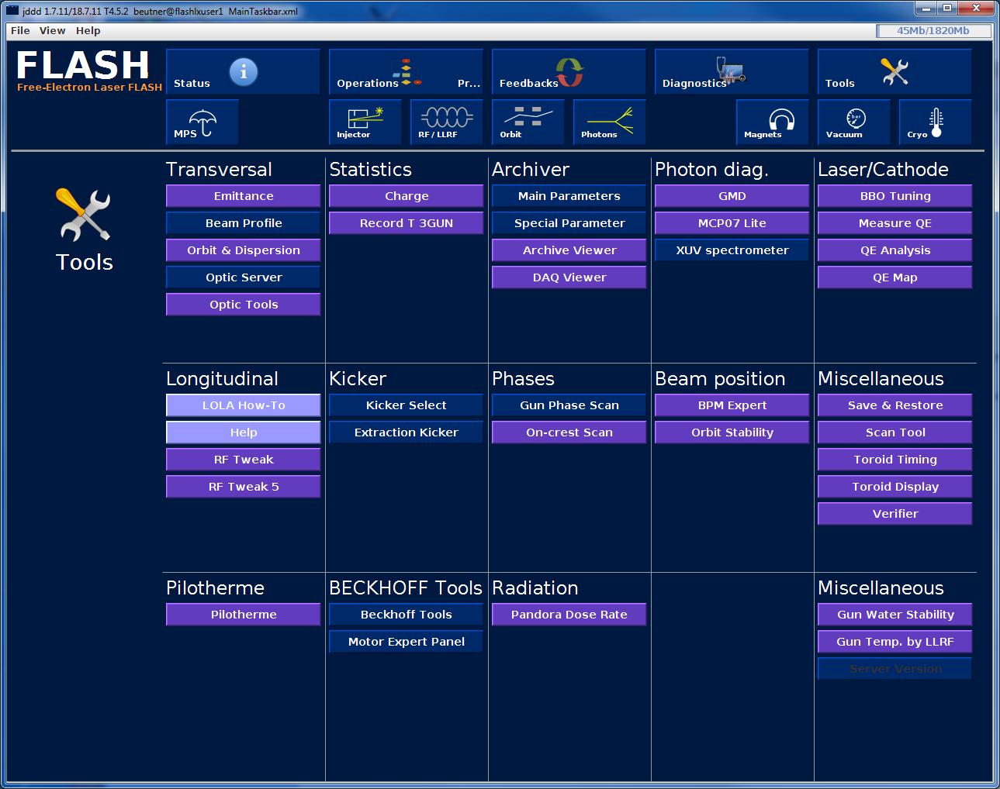 jddd 1.7.11/18.7.11 T4.5.2 beutner@flashlxuser1 MainTaskbar.xml
File View Help
45Mb/1820Mb
FLASH
Free-Electron Laser FLASH
Status
Operations
Pr...
Feedbacks
Diagnostics
Tools
MPS
Injector
RF / LLRF
Orbit
Photons
Magnets
bar
Vacuum
Cryo
Tools
Transversal
Emittance
Beam Profile
Orbit & Dispersion
Optic Server
Optic Tools
Statistics
Charge
Record T 3GUN
Archiver
Main Parameters
Special Parameter
Archive Viewer
DAQ Viewer
Photon diag.
GMD
MCP07 Lite
XUV spectrometer
Laser/Cathode
BBO Tuning
Measure QE
QE Analysis
QE Map
Longitudinal
LOLA How-To
Help
RF Tweak
RF Tweak 5
Kicker
Kicker Select
Extraction Kicker
Phases
Gun Phase Scan
On-crest Scan
Beam position
BPM Expert
Orbit Stability
Miscellaneous
Save & Restore
Scan Tool
Toroid Timing
Toroid Display
Verifier
Pilotherme
Pilotherme
BECKHOFF Tools
Beckhoff Tools
Motor Expert Panel
Radiation
Pandora Dose Rate
Miscellaneous
Gun Water Stability
Gun Temp. by LLRF
Server Version